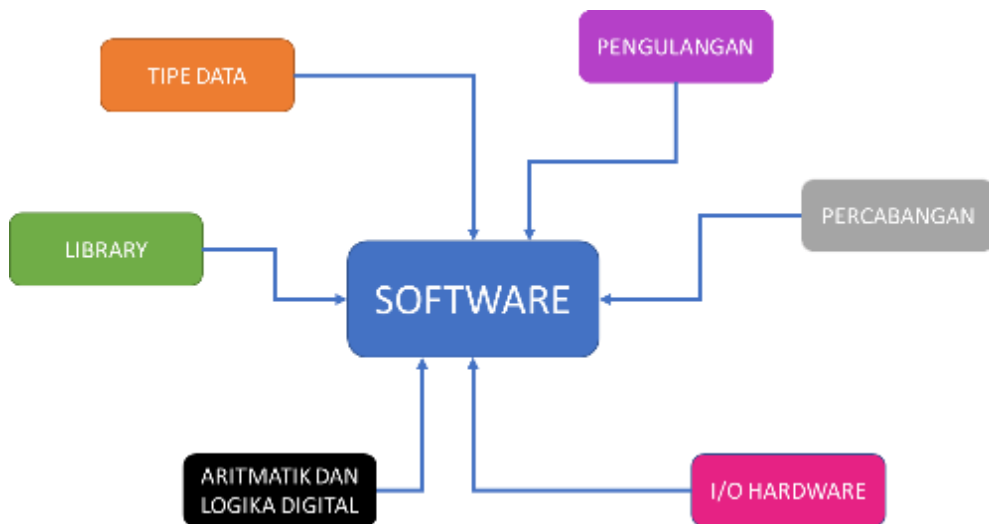 PENGULANGAN
TIPE DATA
PERCABANGAN
LIBRARY
SOFTWARE
ARITMATIK DAN
LOGIKA DIGITAL
I/O HARDWARE